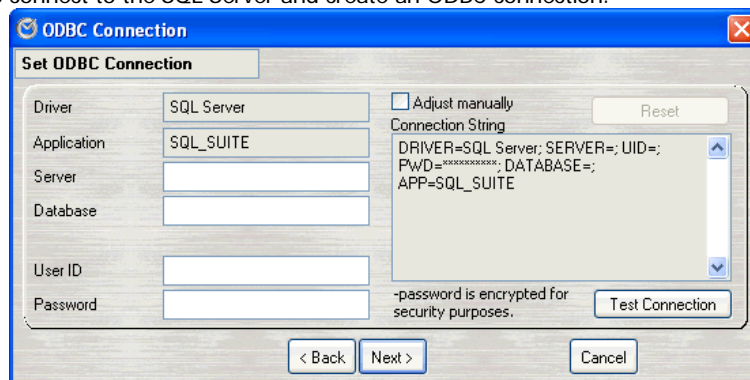 connect to the SQL Server and create an ODBC connection.
ODBC Connection
Set ODBC Connection
Driver
SQL Server
Application
SQL_SUITE
Server
Database
User ID
Password
Adjust manually
Reset
Connection String
DRIVER=SQL Server; SERVER=; UID=;
PWD=**********; DATABASE=;
APP=SQL_SUITE
-password is encrypted for
security purposes.
Test Connection
< Back
Next >
Cancel